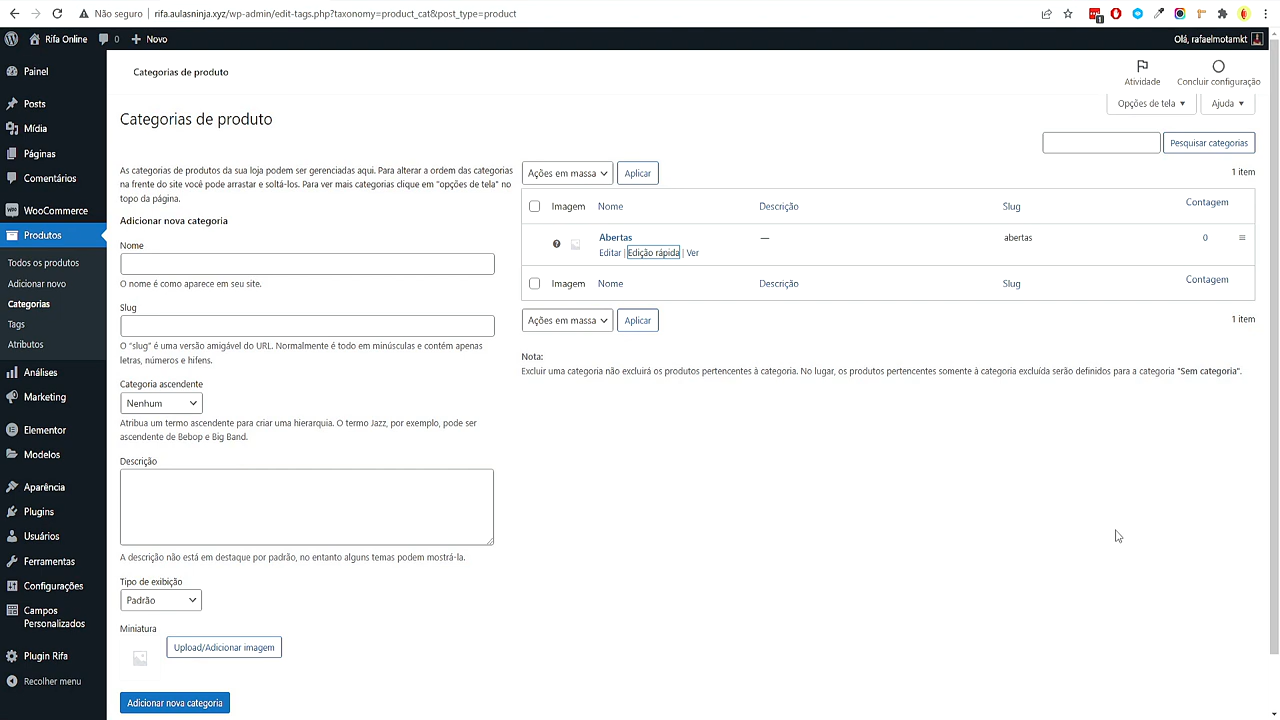 Não seguro | rifa.aulasninja.xyz/wp-admin/edit-tags.php?taxonomy=product_cat&post_type=product
1
Rifa Online 0 Novo
Olá, rafaelmotamkt
Painel
Posts
Mídia
Páginas
Comentários
WooCommerce
Produtos
Todos os produtos
Adicionar novo
Categorias
Tags
Atributos
Análises
Marketing
Elementor
Modelos
Aparência
Plugins
Usuários
Ferramentas
Configurações
Campos
Personalizados
Plugin Rifa
Recolher menu
Categorias de produto
Atividade
Concluir configuração
Opções de tela
Ajuda
Categorias de produto
Pesquisar categorias
As categorias de produtos da sua loja podem ser gerenciadas aqui. Para alterar a ordem das categorias
na frente do site você pode arrastar e soltá-los. Para ver mais categorias clique em "opções de tela" no
topo da página.
Adicionar nova categoria
Nome
O nome é como aparece em seu site.
Slug
O "slug" é uma versão amigável do URL. Normalmente é todo em minúsculas e contém apenas
letras, números e hifens.
Categoria ascendente
Nenhum
Atribua um termo ascendente para criar uma hierarquia. O termo Jazz, por exemplo, pode ser
ascendente de Bebop e Big Band.
Descrição
A descrição não está em destaque por padrão, no entanto alguns temas podem mostrá-la.
Tipo de exibição
Padrão
Miniatura
Upload/Adicionar imagem
Adicionar nova categoria
Ações em massa Aplicar 1 item
Imagem Nome Descrição Slug Contagem
Abertas — abertas 0
Editar | Edição rápida | Ver
Imagem Nome Descrição Slug Contagem
Ações em massa Aplicar 1 item
Nota:
Excluir uma categoria não excluirá os produtos pertencentes à categoria. No lugar, os produtos pertencentes somente à categoria excluída serão definidos para a categoria "Sem categoria".